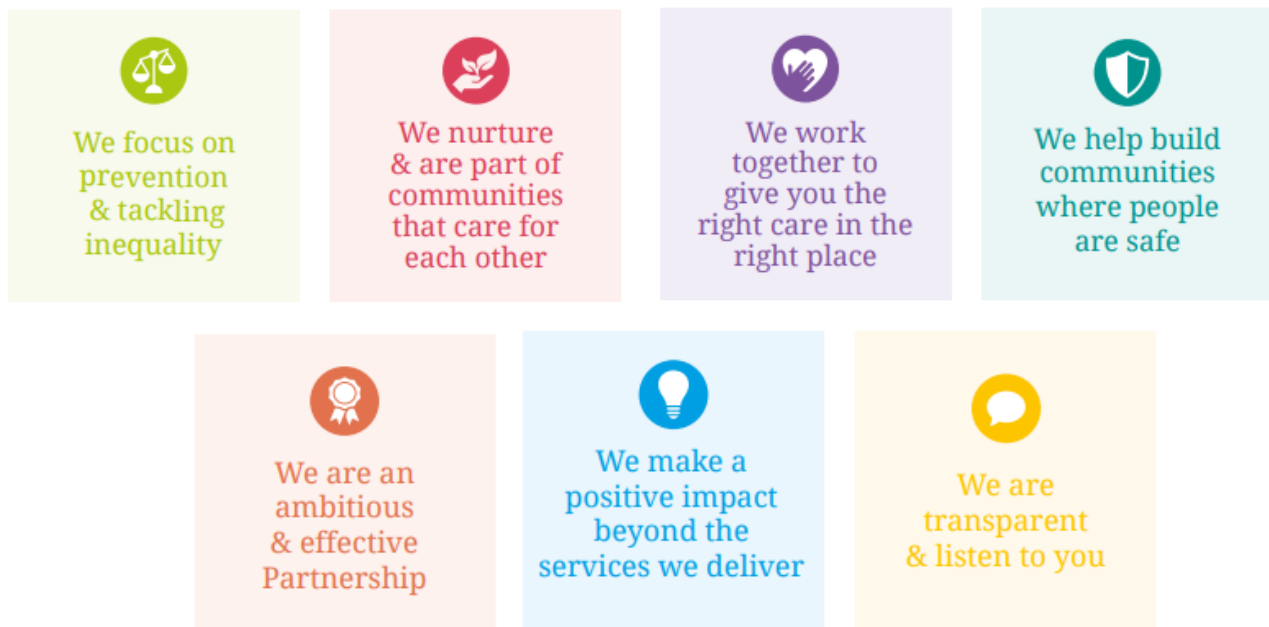 We focus on
prevention
& tackling
inequality
We nurture
& are part of
communities
that care for
each other
We work
together to
give you the
right care in the
right place
We help build
communities
where people
are safe
We are an
ambitious
& effective
Partnership
We make a
positive impact
beyond the
services we deliver
We are
transparent
& listen to you